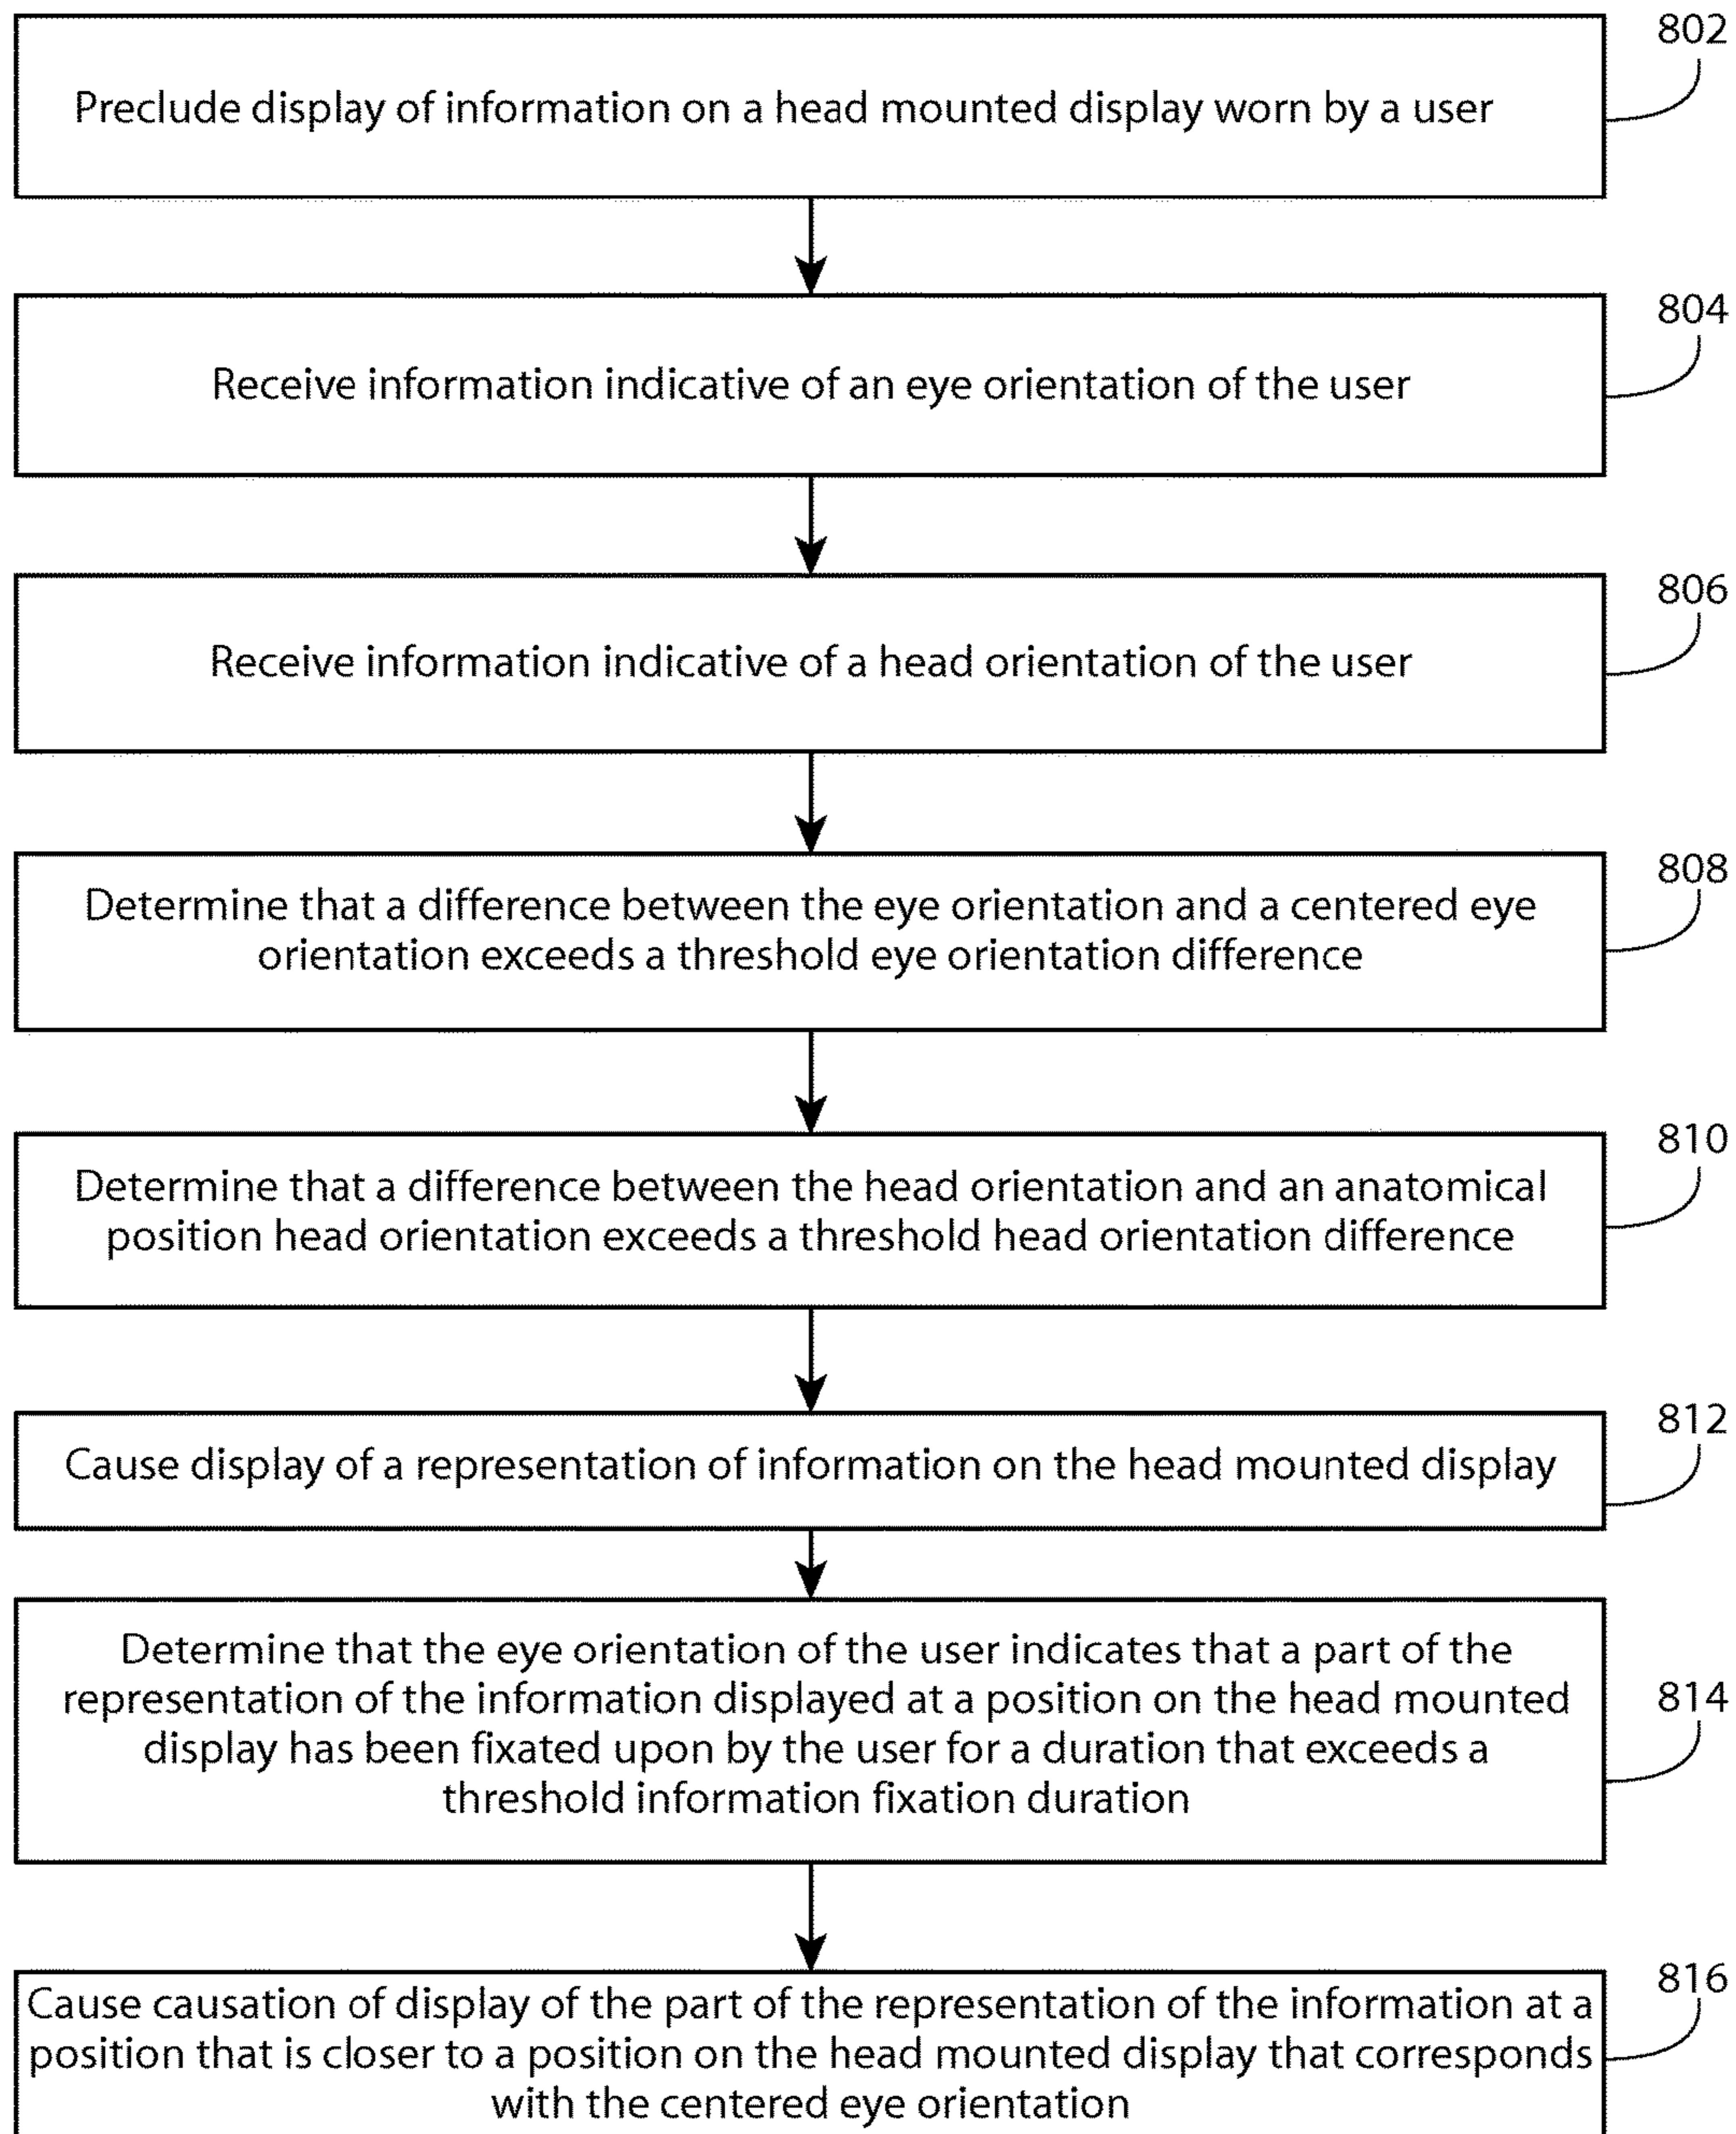 802
Preclude display of information on a head mounted display worn by a user
804
Receive information indicative of an eye orientation of the user
806
Receive information indicative of a head orientation of the user
808
Determine that a difference between the eye orientation and a centered eye
orientation exceeds a threshold eye orientation difference
810
Determine that a difference between the head orientation and an anatomical
position head orientation exceeds a threshold head orientation difference
812
Cause display of a representation of information on the head mounted display
Determine that the eye orientation of the user indicates that a part of the
representation of the information displayed at a position on the head mounted
814
display has been fixated upon by the user for a duration that exceeds a
threshold information fixation duration
816
Cause causation of display of the part of the representation of the information at a
position that is closer to a position on the head mounted display that corresponds
with the centered eye orientation